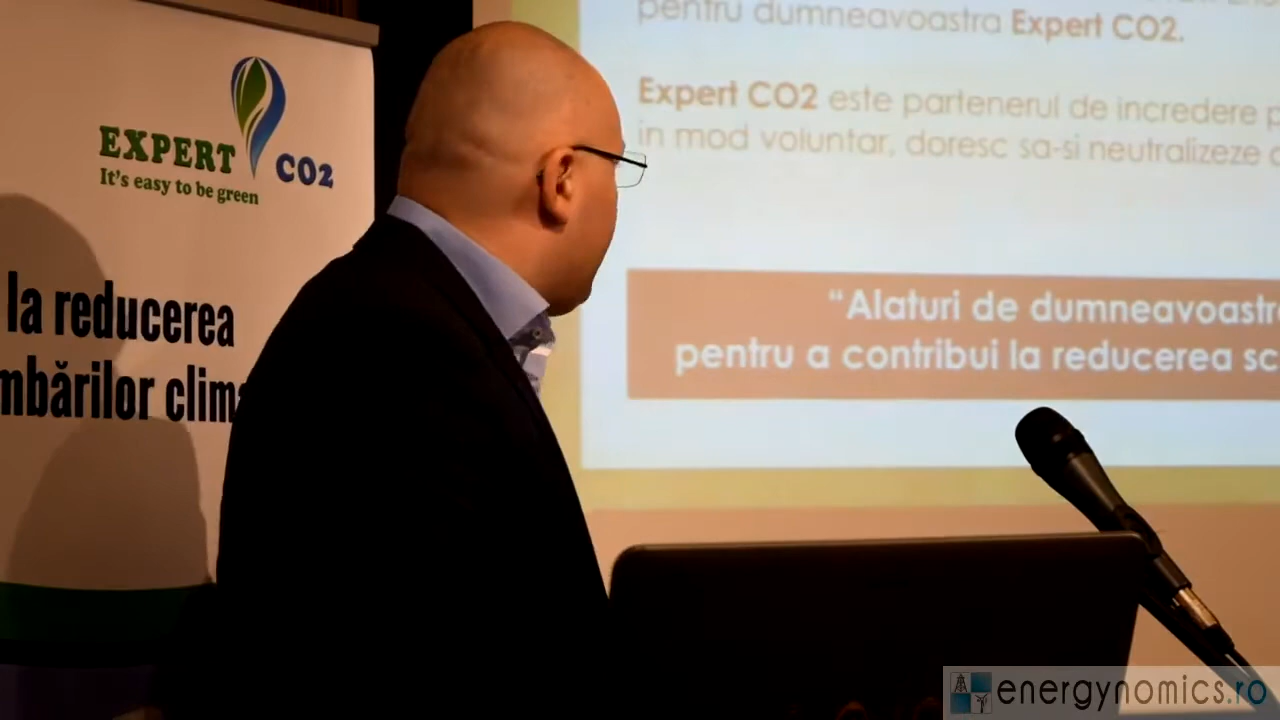 EXPERT CO2
It's easy to be green
la reducerea
mbărilor clim
pentru dumneavoastra Expert CO2.
Expert CO2 este partenerul de incredere p
in mod voluntar, doresc sa-si neutralizeze
"Alaturi de dumneavoastr
pentru a contribui la reducerea sc
energynomics.ro